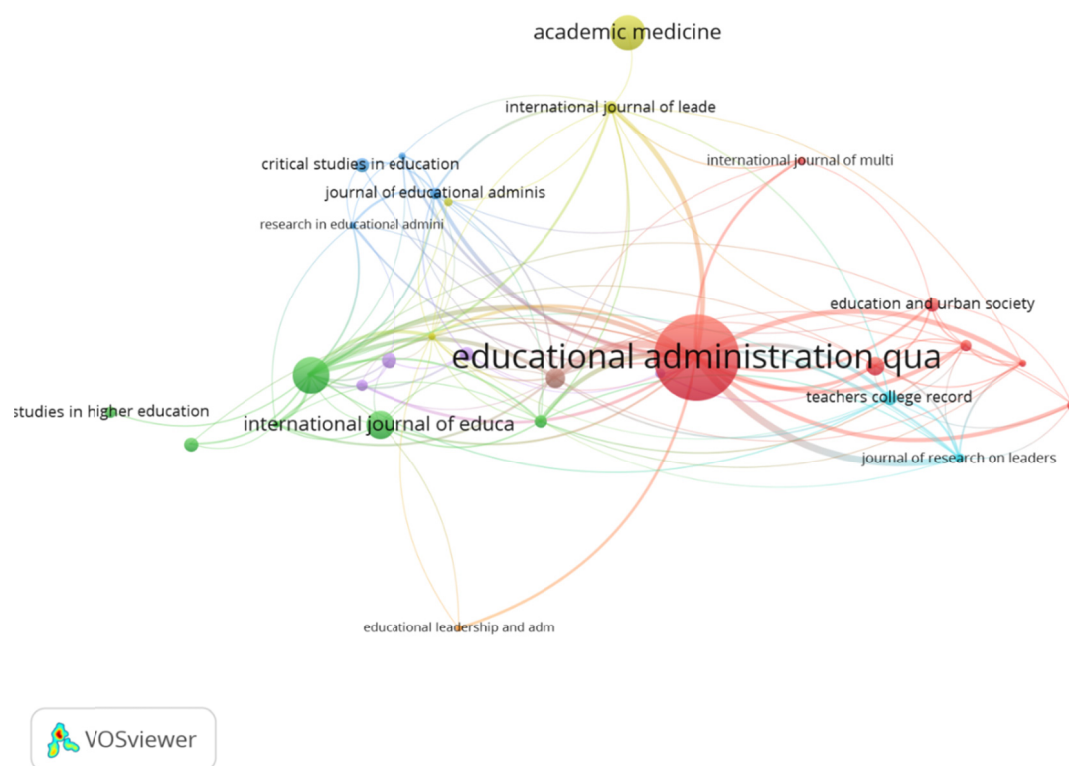 academic medicine
international journal of leade
international journal of multi
critical studies in education
journal of educational adminis
research in educational admini
education and urban society
educational administration qua
teachers college record
studies in higher education
international journal of educa
journal of research on leaders
educational leadership and adm
VOSviewer